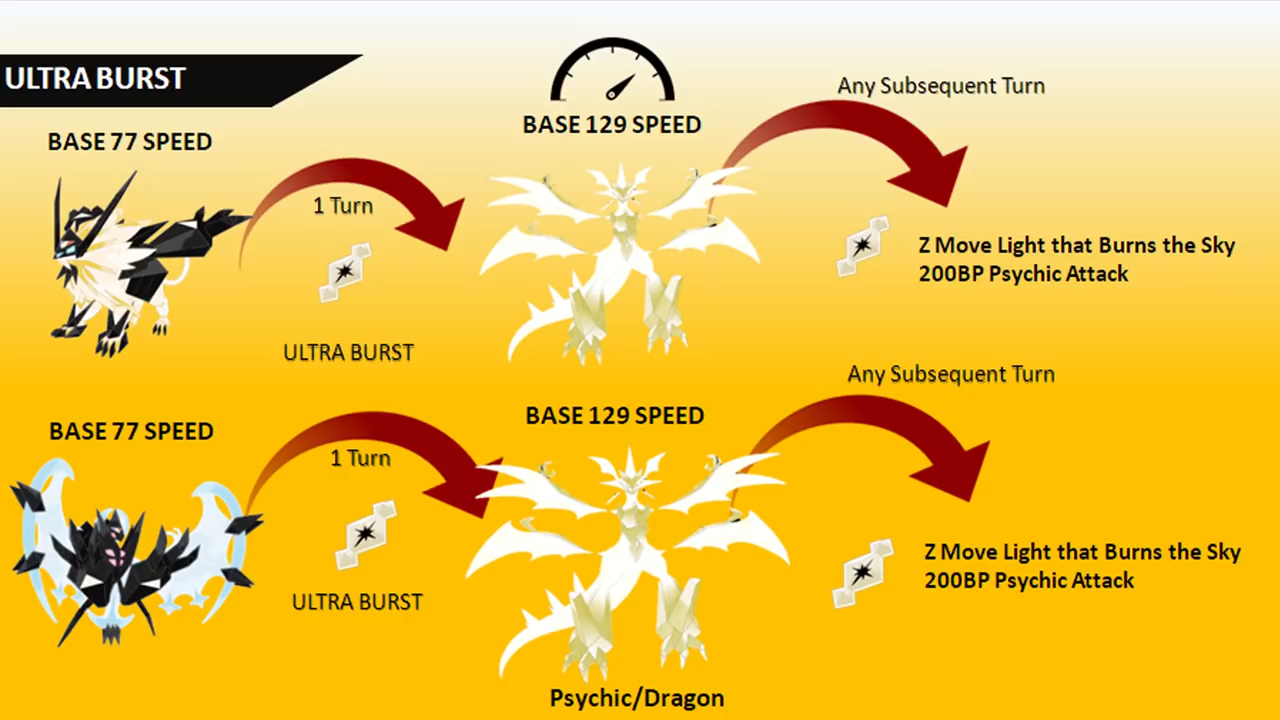 ULTRA BURST
BASE 77 SPEED
1 Turn
ULTRA BURST
BASE 129 SPEED
Any Subsequent Turn
Z Move Light that Burns the Sky
200BP Psychic Attack
BASE 77 SPEED
1 Turn
ULTRA BURST
BASE 129 SPEED
Psychic/Dragon
Any Subsequent Turn
Z Move Light that Burns the Sky
200BP Psychic Attack